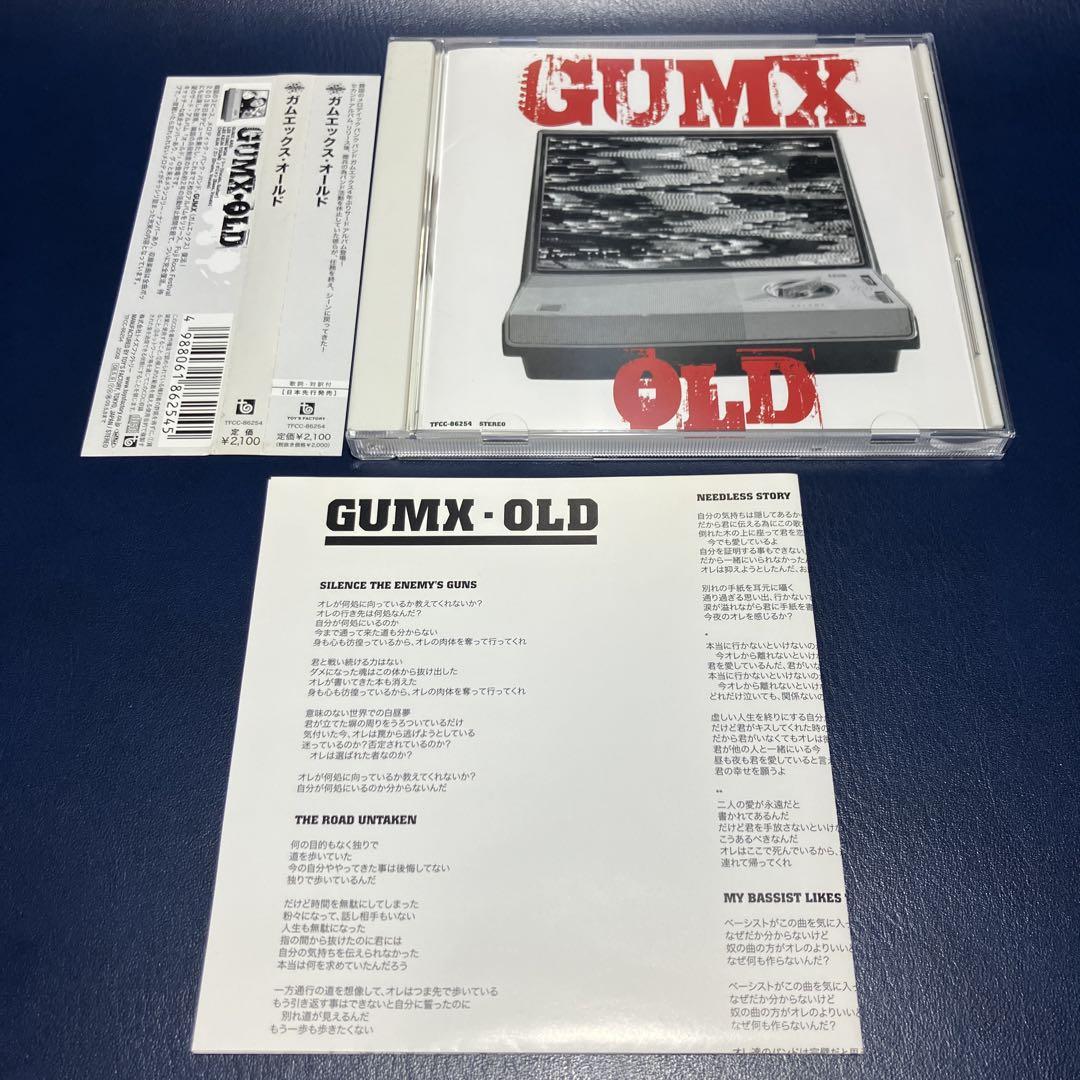 GUMX
OLD
TFCC-86254 STEREO
ガムエックス・オールド
歌詞・対訳付
[日本先行発売]
TOY'S FACTORY
TFCC-86254
定価¥2,100
(税抜き価格¥2,000)
ガムエックス・オールド
TFCC-86254
定価
¥2,100
GUMX・OLD
4 988061 862545
GUMX・OLD
SILENCE THE ENEMY'S GUNS
オレが何処に向っているか教えてくれないか?
オレの行き先は何処なんだ?
自分が何処にいるのか
今まで通って来た道も分からない
身も心も彷徨っているから、オレの肉体を奪って行ってくれ
君と戦い続ける力はない
ダメになった魂はこの体から抜け出した
オレが書いてきた本も消えた
身も心も彷徨っているから、オレの肉体を奪って行ってくれ
意味のない世界での白昼夢
君が立てた塀の周りをうろついているだけ
気付いた今、オレは罠から逃げようとしている
迷っているのか?否定されているのか?
オレは選ばれた者なのか?
オレが何処に向っているか教えてくれないか?
自分が何処にいるのか分からないんだ
THE ROAD UNTAKEN
何の目的もなく独りで
道を歩いていた
今の自分ややってきた事は後悔してない
独りで歩いているんだ
だけど時間を無駄にしてしまった
粉々になって、話し相手もいない
人生も無駄になった
指の間から抜けたのに君には
自分の気持ちを伝えられなかった
本当は何を求めていたんだろう
一方通行の道を想像して、オレはつま先で歩いている
もう引き返す事はできないと自分に誓ったのに
別れ道が見えるんだ
もう一歩も歩きたくない
NEEDLESS STORY
自分の気持ちは隠してあるか
だから君に伝える為にこの歌
倒れた木の上に座って君を恋
今でも愛しているよ
自分を証明する事もできない
だから一緒にいられなかった
オレは抑えようとしたんだ、お
別れの手紙を耳元に囁く
通り過ぎる思い出、行かない
涙が溢れながら君に手紙を書
今夜のオレを感じるか?
*
本当に行かないといけないの
今オレから離れないといけ
君を愛しているんだ、君がいな
本当に行かないといけないの
今オレから離れないといけ
どれだけ泣いても、関係ないの
虚しい人生を終りにする自分
だけど君がキスしてくれた時の
だから君がいなくてもオレは
君が他の人と一緒にいる今
昼も夜も君を愛していると言
君の幸せを願うよ
**
二人の愛が永遠だと
書かれてあるんだ
だけど君を手放さないといけ
こうあるべきなんだ
オレはここで死んでいるから、
連れて帰ってくれ
MY BASSIST LIKES
ベーシストがこの曲を気に入っ
なぜだか分からないけど
奴の曲の方がオレのよりいい
なぜ何も作らないんだ?
ベーシストがこの曲を気に入っ
なぜだか分からないけど
奴の曲の方がオレのよりいい
なぜ何も作らないんだ?